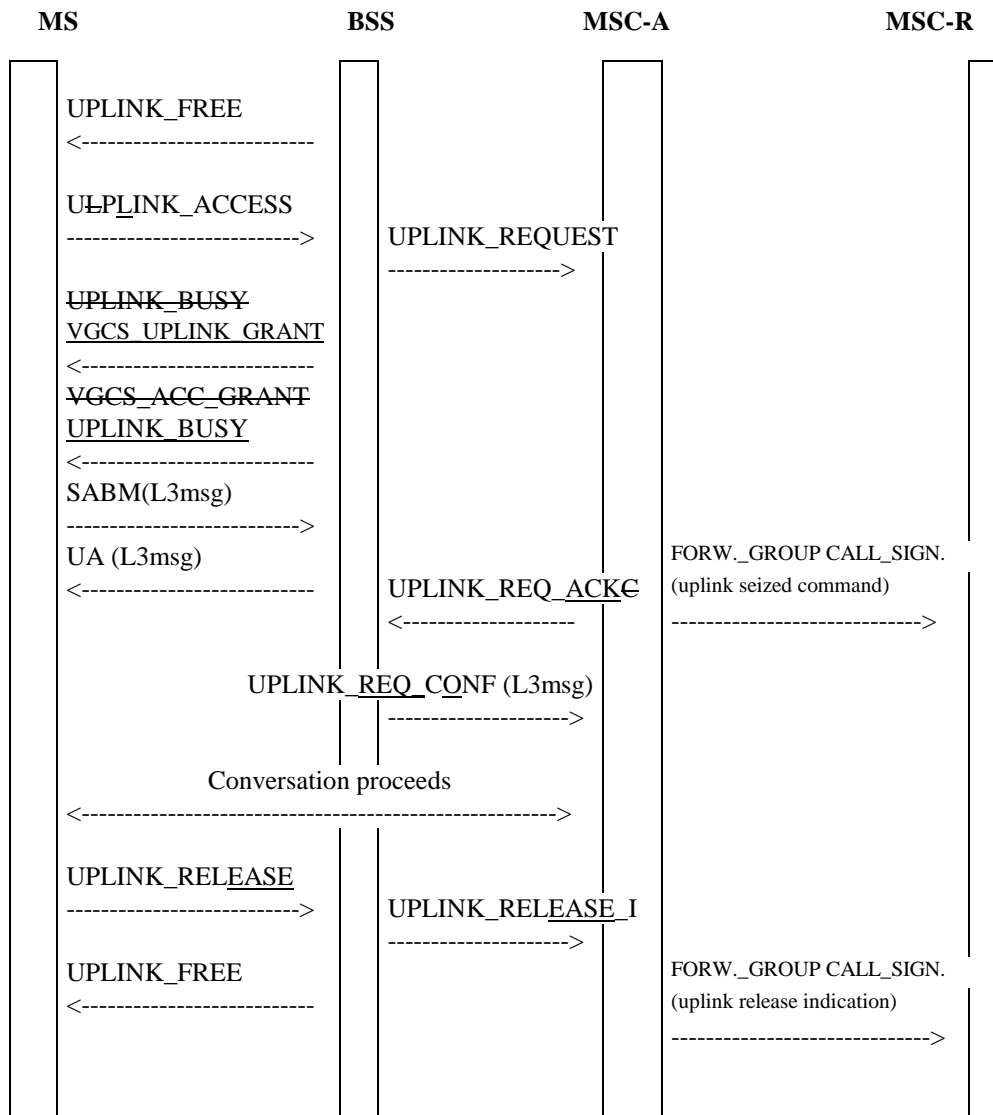 MS BSS MSC-A MSC-R
UPLINK_FREE
<---------------------------
ULPLINK_ACCESS
---------------------------> UPLINK_REQUEST
-------------------->
UPLINK_BUSY
VGCS_UPLINK_GRANT
<---------------------------
VGCS_ACC_GRANT
UPLINK_BUSY
<---------------------------
SABM(L3msg)
--------------------------->
UA (L3msg) FORW._GROUP CALL_SIGN.
<--------------------------- UPLINK_REQ_ACKC (uplink seized command)
<-------------------- ----------------------------->
UPLINK_REQ_CONF (L3msg)
--------------------->
Conversation proceeds
<------------------------------------------------------->
UPLINK_RELEASE
---------------------------> UPLINK_RELEASE_I
--------------------->
UPLINK_FREE FORW._GROUP CALL_SIGN.
<--------------------------- (uplink release indication)
------------------------------>